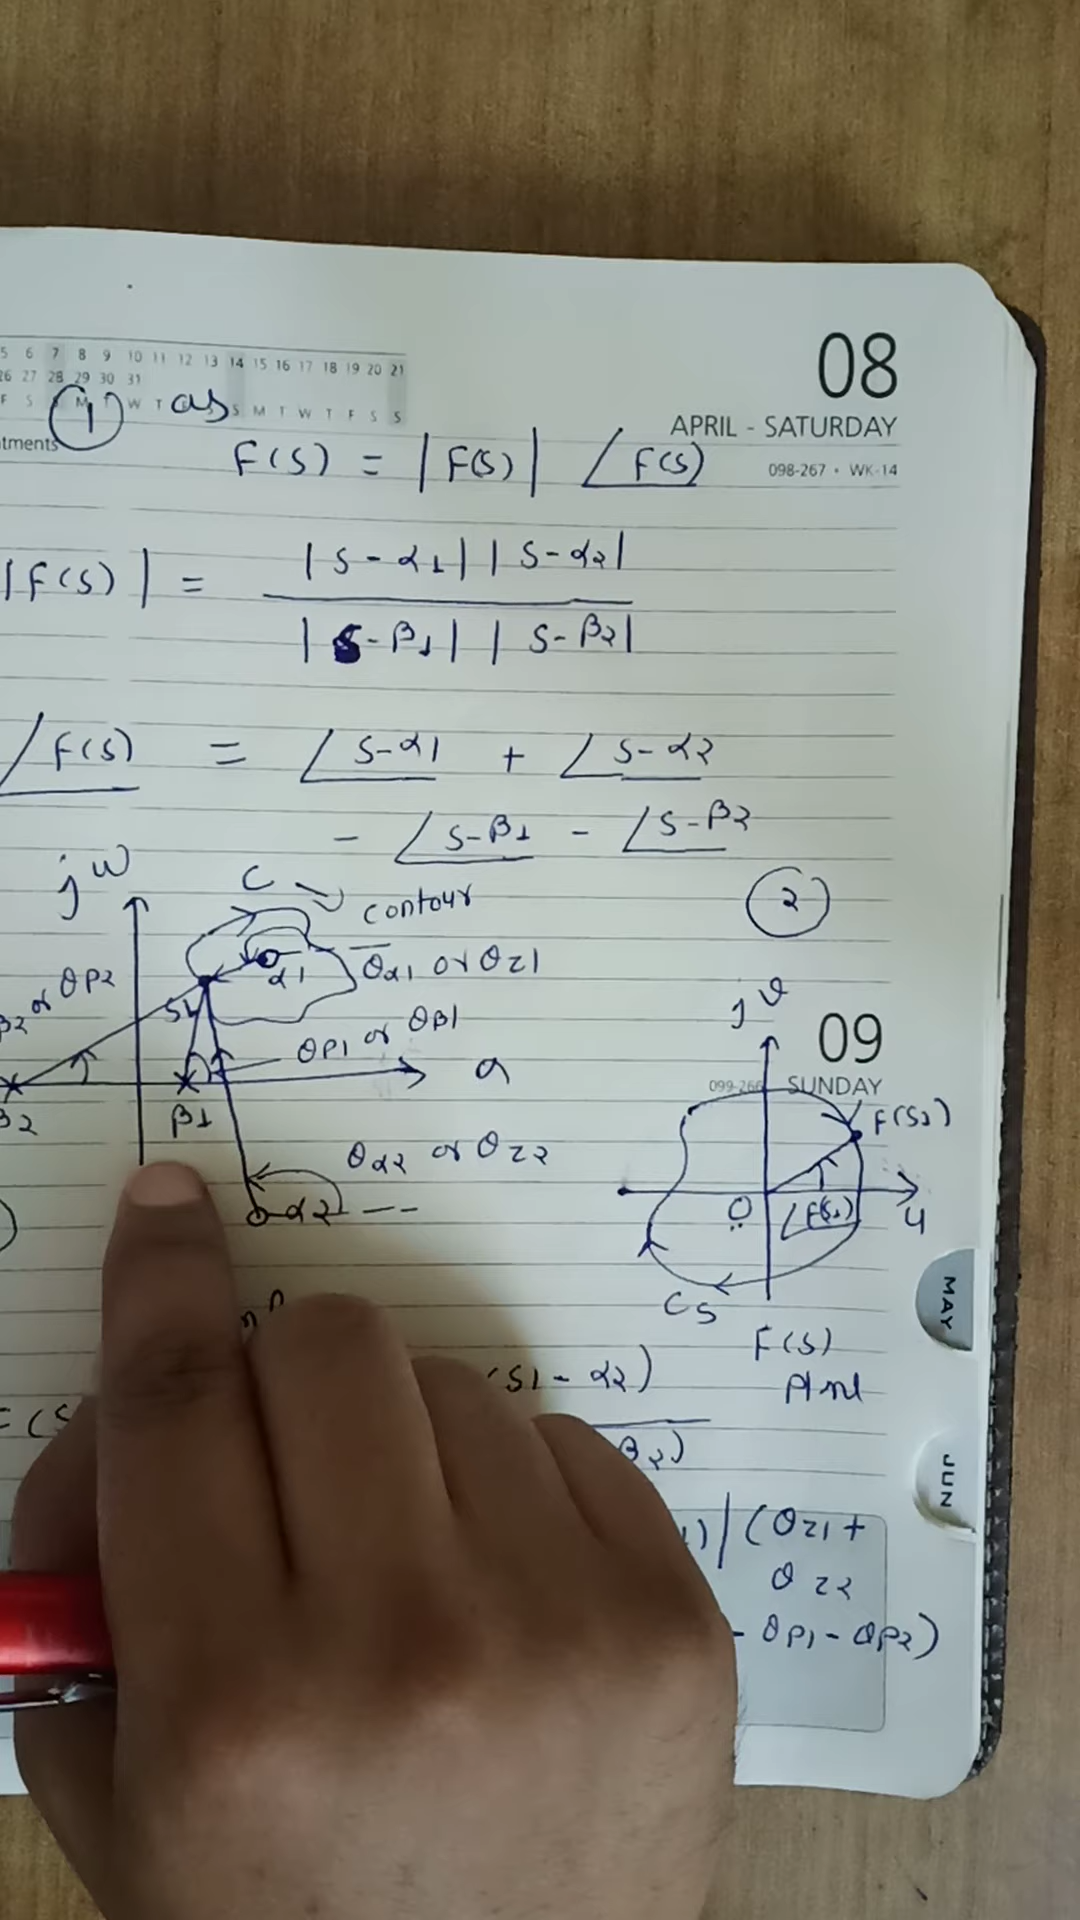 5 6 7 8 9 10 11 12 13 14 15 16 17 18 19 20 21
26 27 28 29 30 31
F S S M T W T F S S M T W T F S S
tments
08
APRIL - SATURDAY
098-267 • WK-14
① as
F(s) = |F(s)| ∠F(s)
|F(s)| = |s-α1| |s-α2|
|s-β1| |s-β2|
∠F(s) = ∠s-α1 + ∠s-α2
- ∠s-β1 - ∠s-β2
jω
C
contour
②
α1
θα1 or θz1
β2 or θp2
s1
θp1 or θβ1
σ
β2
β1
θα2 or θz2
α2
jv
09
099-266 SUNDAY
F(s1)
O
∠F(s1)
u
Cs
F(s)
MAY
s1 - α2)
β2)
JUN
(θz1 +
θz2
- θp1 - θp2)